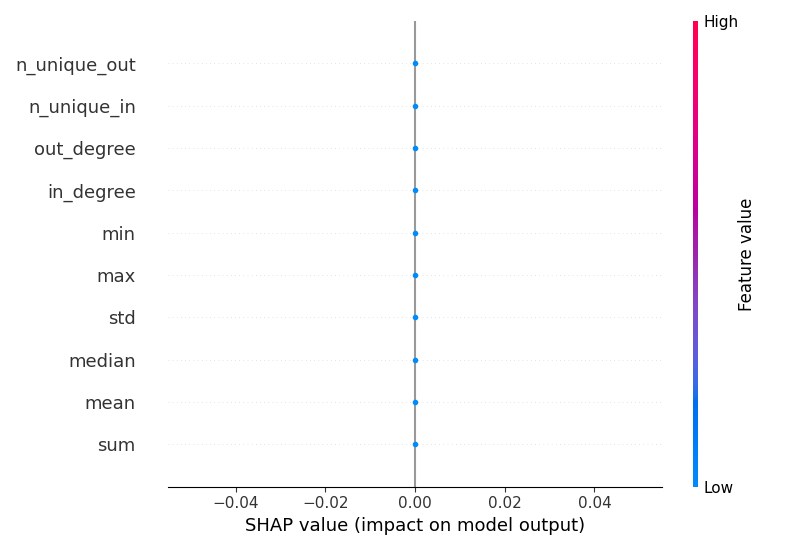 High
n_unique_out
n_unique_in
out_degree
in_degree
min
max
std
median
mean
sum
Feature value
Low
−0.04 −0.02 0.00 0.02 0.04
SHAP value (impact on model output)